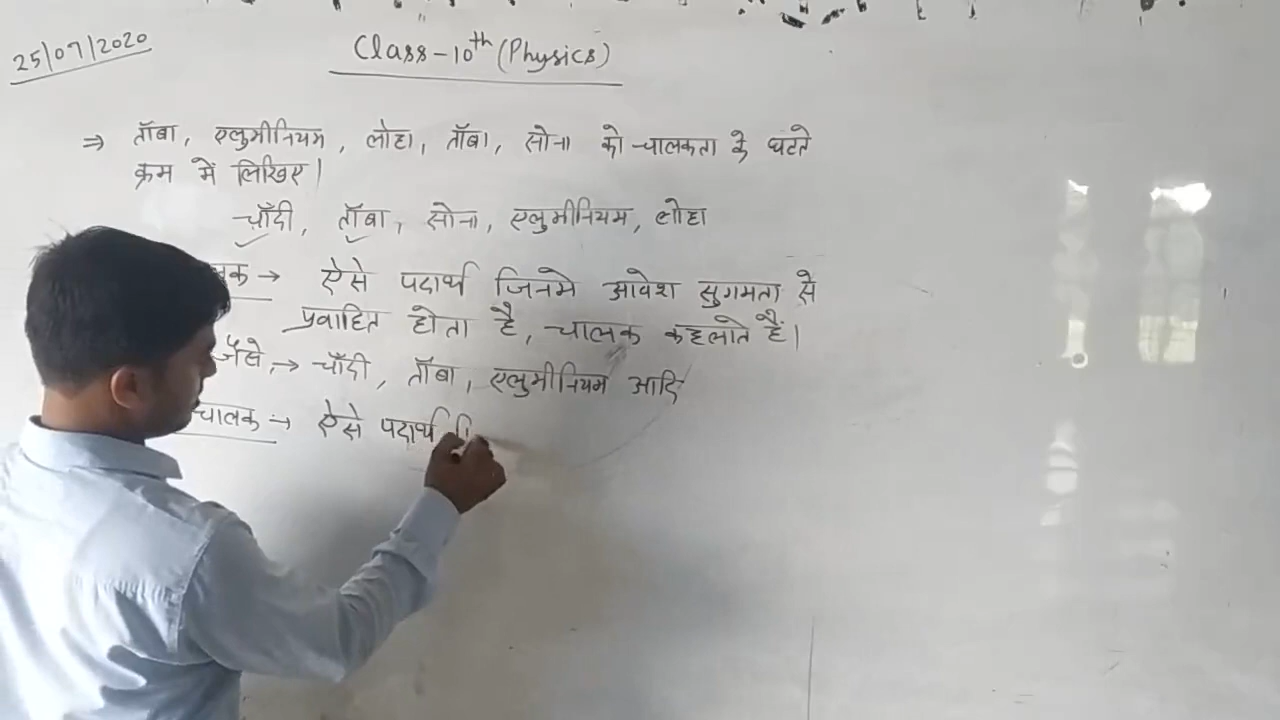 25/07/2020
Class-10th (Physics)
⇒ ताँबा, एलुमीनियम, लोहा, ताँबा, सोना को चालकता के घटते
क्रम में लिखिए।
चाँदी, ताँबा, सोना, एलुमीनियम, लोहा
→ ऐसे पदार्थ जिनमे आवेश सुगमता से
प्रवाहित होता है, चालक कहलाते हैं।
जैसे, → चाँदी, ताँबा, एलुमीनियम आदि
चालक → ऐसे पदार्थ